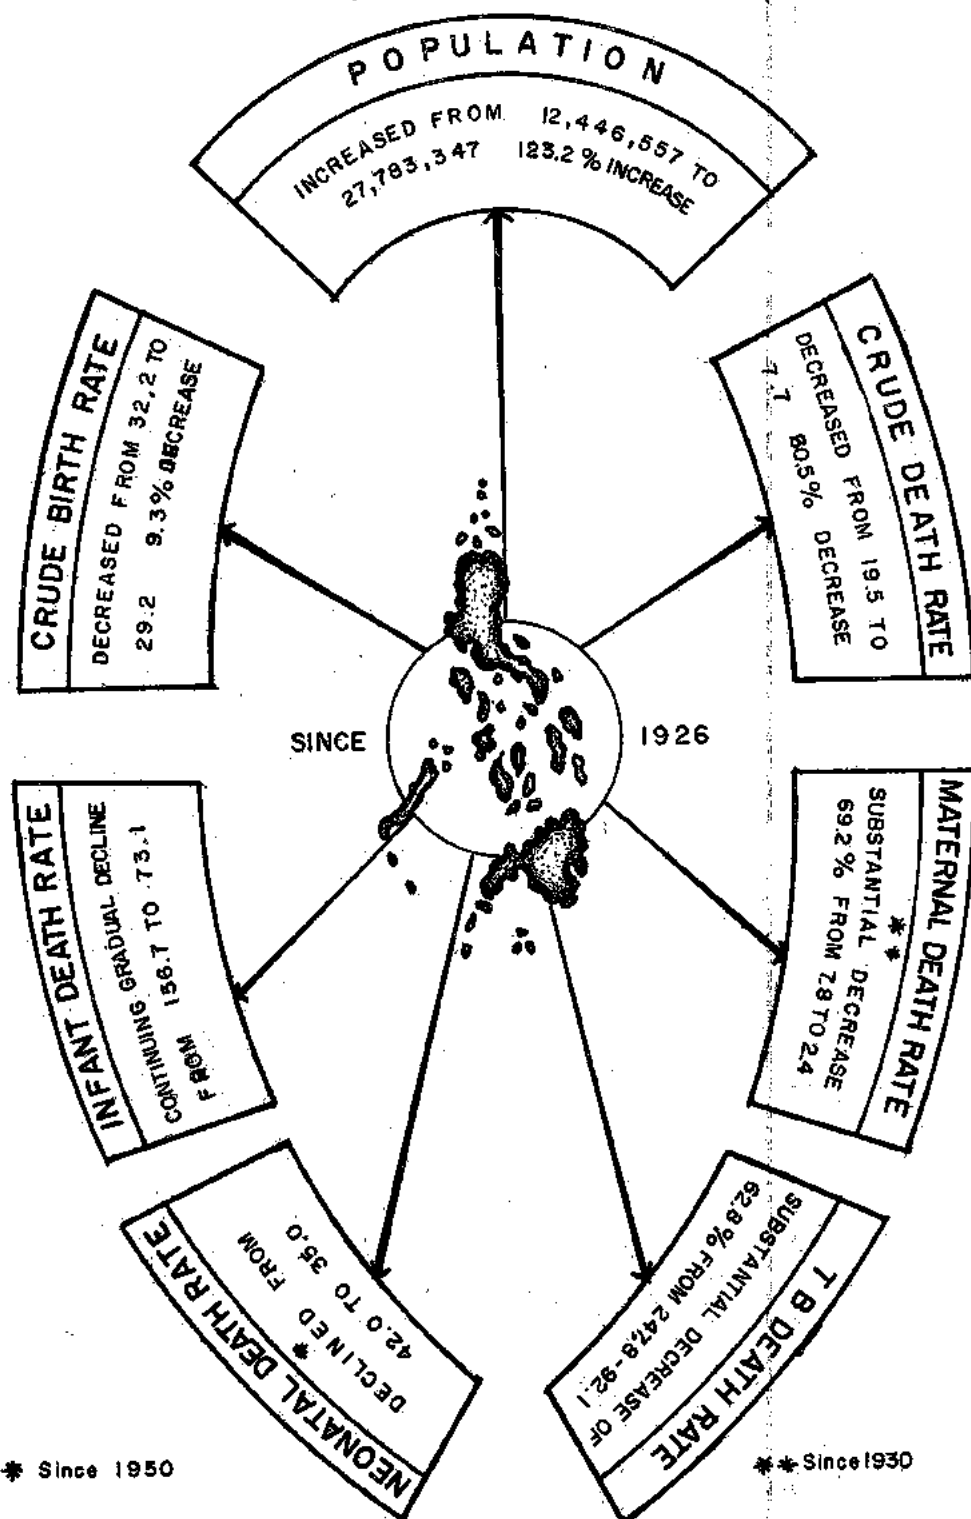 POPULATION
INCREASED FROM 12,446,557 TO
27,783,347 123.2% INCREASE
CRUDE DEATH RATE
DECREASED FROM 19.5 TO
7.7 80.5% DECREASE
MATERNAL DEATH RATE
**
SUBSTANTIAL DECREASE
69.2% FROM 7.8 TO 2.4
T B DEATH RATE
SUBSTANTIAL DECREASE OF
62.8% FROM 247.8-92.1
NEONATAL DEATH RATE
*
DECLINED FROM
42.0 TO 35.0
INFANT DEATH RATE
CONTINUING GRADUAL DECLINE
FROM 156.7 TO 73.1
CRUDE BIRTH RATE
DECREASED FROM 32.2 TO
29.2 9.3% DECREASE
SINCE 1926
* Since 1950
** Since 1930